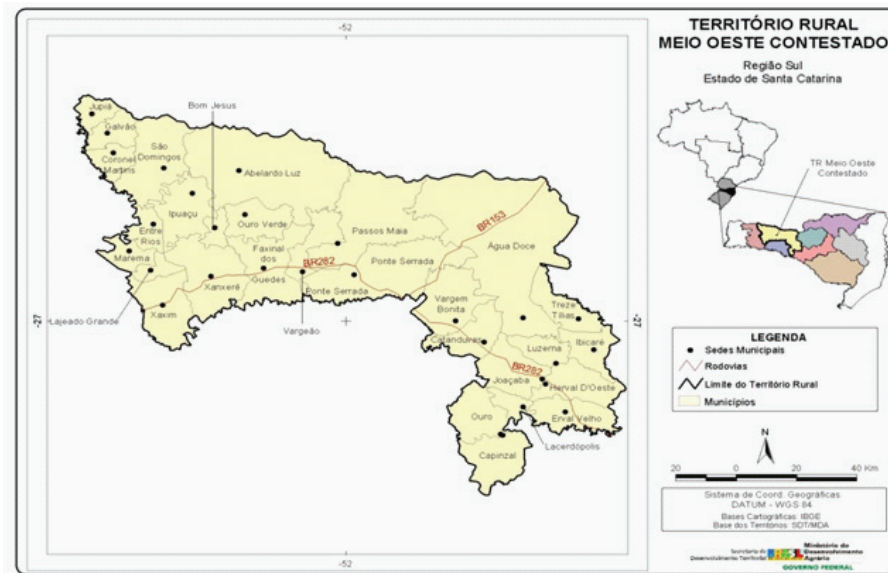 TERRITÓRIO RURAL
MEIO OESTE CONTESTADO
Região Sul
Estado de Santa Catarina
-52
Bom Jesus
Jupiá
Galvão
Coronel
Martins
São
Domingos
Abelardo Luz
Ipuaçu
Entre
Rios
Ouro Verde
Marema
Faxinal
dos
Guedes
Passos Maia
BR153
Água Doce
Ponte Serrada
BR282
Xanxerê
Ponte Serrada
Lajeado Grande
Xaxim
Vargeão
Vargem
Bonita
Treze
Tílias
Catanduvas
Ibicaré
Luzerna
BR282
Joaçaba
Herval D'Oeste
Ouro
Erval Velho
Lacerdópolis
Capinzal
-27
-27
-52
TR Meio Oeste
Contestado
LEGENDA
Sedes Municipais
Rodovias
Limite do Território Rural
Municípios
N
20 0 20 40 Km
Sistema de Coord. Geográficas
DATUM - WGS 84
Bases Cartográficas: IBGE
Base dos Territórios: SDT/MDA
Secretaria de
Desenvolvimento Territorial
Ministério do
Desenvolvimento
Agrário
GOVERNO FEDERAL